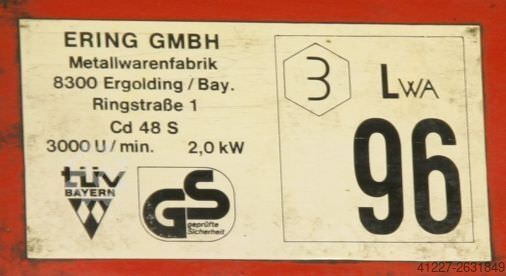 ERING GMBH
Metallwarenfabrik
8300 Ergolding/Bay.
Ringstraße 1
Cd 48 S
3000 U/min. 2,0 kW
tüv
BAYERN
GS
geprüfte
Sicherheit
3
LWA
96
41227-2631849